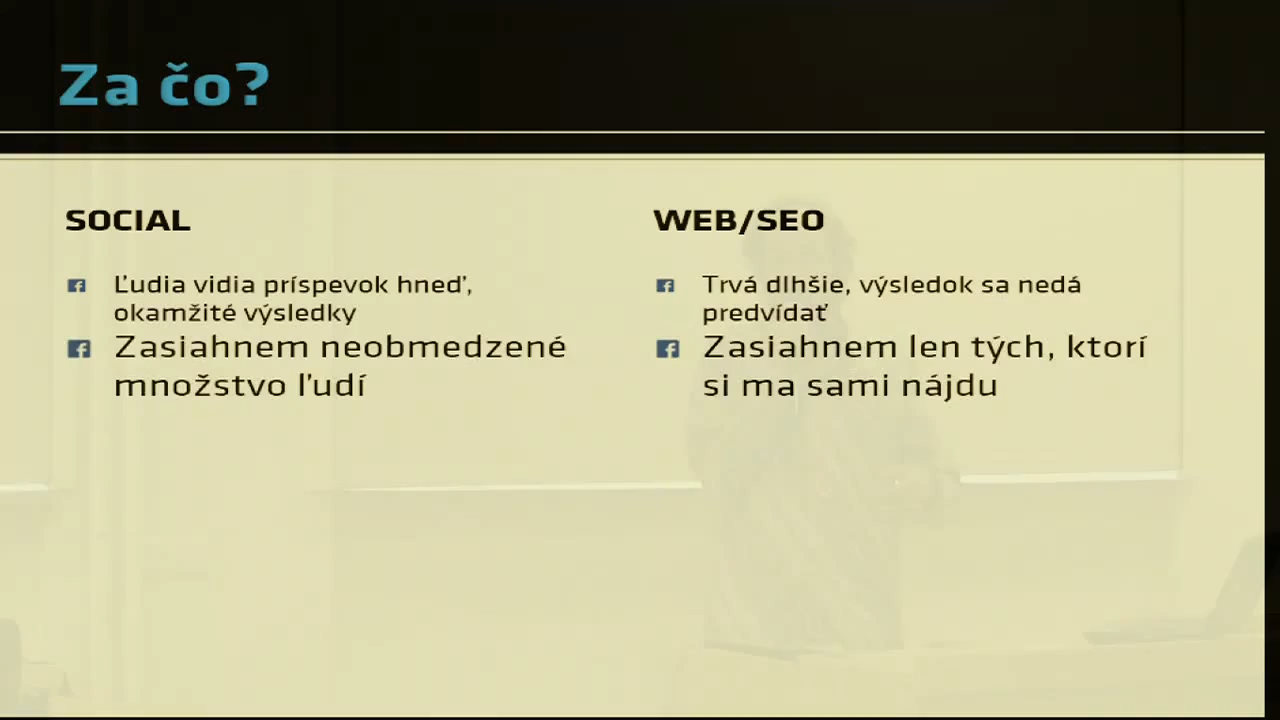 Za čo?
SOCIAL
Ľudia vidia príspevok hneď,
okamžité výsledky
Zasiahnem neobmedzené
množstvo ľudí
WEB/SEO
Trvá dlhšie, výsledok sa nedá
predvídať
Zasiahnem len tých, ktorí
si ma sami nájdu